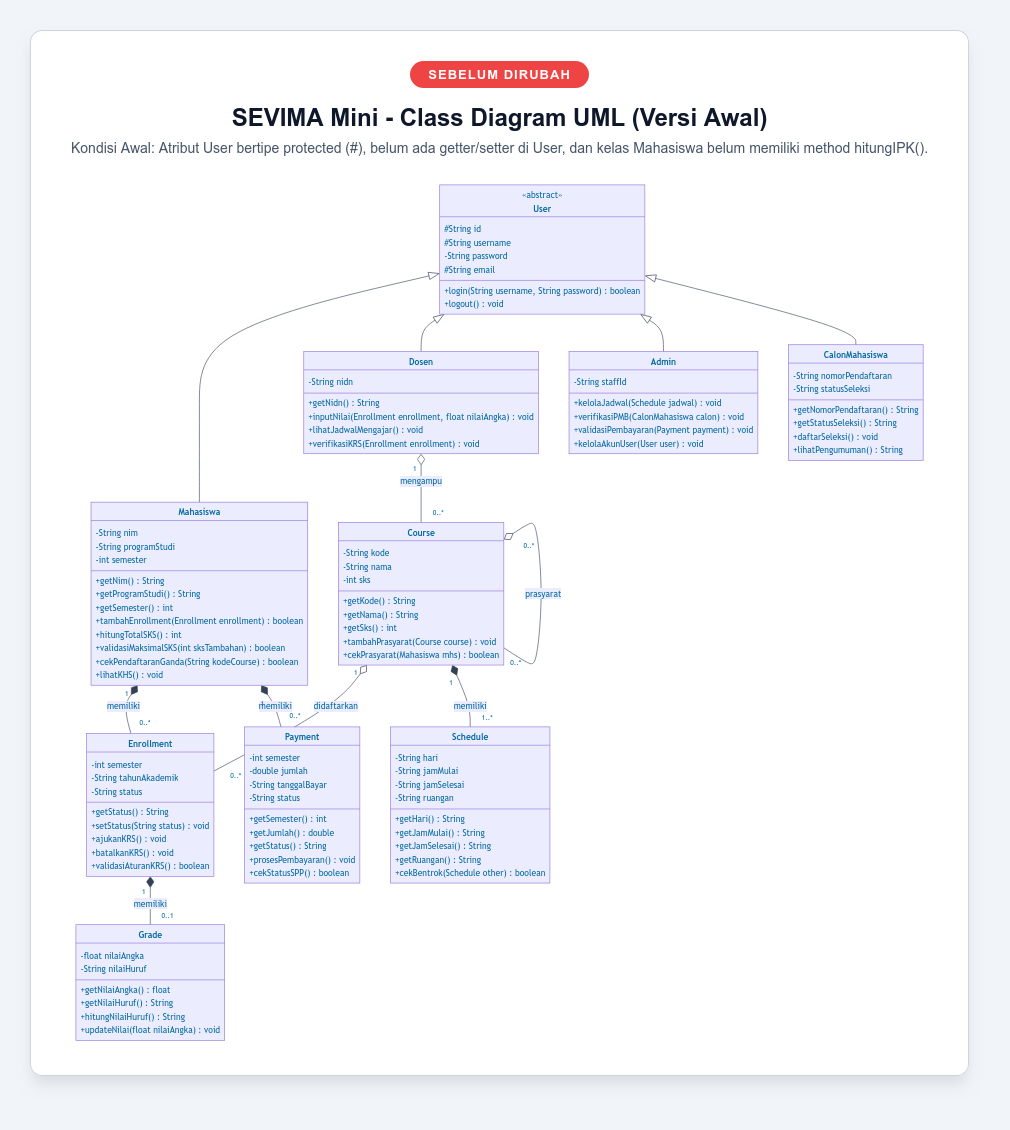 SEBELUM DIRUBAH
SEVIMA Mini - Class Diagram UML (Versi Awal)
Kondisi Awal: Atribut User bertipe protected (#), belum ada getter/setter di User, dan kelas Mahasiswa belum memiliki method hitungIPK().
«abstract»
User
#String id
#String username
-String password
#String email
+login(String username, String password) : boolean
+logout() : void
Dosen
-String nidn
+getNidn() : String
+inputNilai(Enrollment enrollment, float nilaiAngka) : void
+lihatJadwalMengajar() : void
+verifikasiKRS(Enrollment enrollment) : void
Admin
-String staffId
+kelolaJadwal(Schedule jadwal) : void
+verifikasiPMB(CalonMahasiswa calon) : void
+validasiPembayaran(Payment payment) : void
+kelolaAkunUser(User user) : void
CalonMahasiswa
-String nomorPendaftaran
-String statusSeleksi
+getNomorPendaftaran() : String
+getStatusSeleksi() : String
+daftarSeleksi() : void
+lihatPengumuman() : String
1
mengampu
0..*
Mahasiswa
-String nim
-String programStudi
-int semester
+getNim() : String
+getProgramStudi() : String
+getSemester() : int
+tambahEnrollment(Enrollment enrollment) : boolean
+hitungTotalSKS() : int
+validasiMaksimalSKS(int sksTambahan) : boolean
+cekPendaftaranGanda(String kodeCourse) : boolean
+lihatKHS() : void
Course
-String kode
-String nama
-int sks
+getKode() : String
+getNama() : String
+getSks() : int
+tambahPrasyarat(Course course) : void
+cekPrasyarat(Mahasiswa mhs) : boolean
0..*
prasyarat
0..*
1
memiliki
0..*
memiliki
0..*
1
didaftarkan
0..*
1
memiliki
1..*
Enrollment
-int semester
-String tahunAkademik
-String status
+getStatus() : String
+setStatus(String status) : void
+ajukanKRS() : void
+batalkanKRS() : void
+validasiAturanKRS() : boolean
Payment
-int semester
-double jumlah
-String tanggalBayar
-String status
+getSemester() : int
+getJumlah() : double
+getStatus() : String
+prosesPembayaran() : void
+cekStatusSPP() : boolean
Schedule
-String hari
-String jamMulai
-String jamSelesai
-String ruangan
+getHari() : String
+getJamMulai() : String
+getJamSelesai() : String
+getRuangan() : String
+cekBentrok(Schedule other) : boolean
1
memiliki
0..1
Grade
-float nilaiAngka
-String nilaiHuruf
+getNilaiAngka() : float
+getNilaiHuruf() : String
+hitungNilaiHuruf() : String
+updateNilai(float nilaiAngka) : void